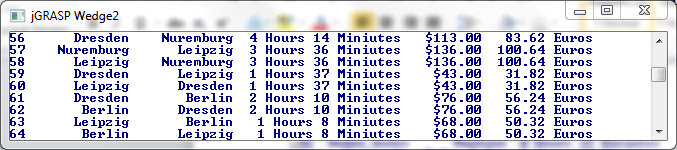 jGRASP Wedge2
56 Dresden Nuremburg 4 Hours 14 Miniutes $113.00 83.62 Euros
57 Nuremburg Leipzig 3 Hours 36 Miniutes $136.00 100.64 Euros
58 Leipzig Nuremburg 3 Hours 36 Miniutes $136.00 100.64 Euros
59 Dresden Leipzig 1 Hours 37 Miniutes $43.00 31.82 Euros
60 Leipzig Dresden 1 Hours 37 Miniutes $43.00 31.82 Euros
61 Dresden Berlin 2 Hours 10 Miniutes $76.00 56.24 Euros
62 Berlin Dresden 2 Hours 10 Miniutes $76.00 56.24 Euros
63 Leipzig Berlin 1 Hours 8 Miniutes $68.00 50.32 Euros
64 Berlin Leipzig 1 Hours 8 Miniutes $68.00 50.32 Euros